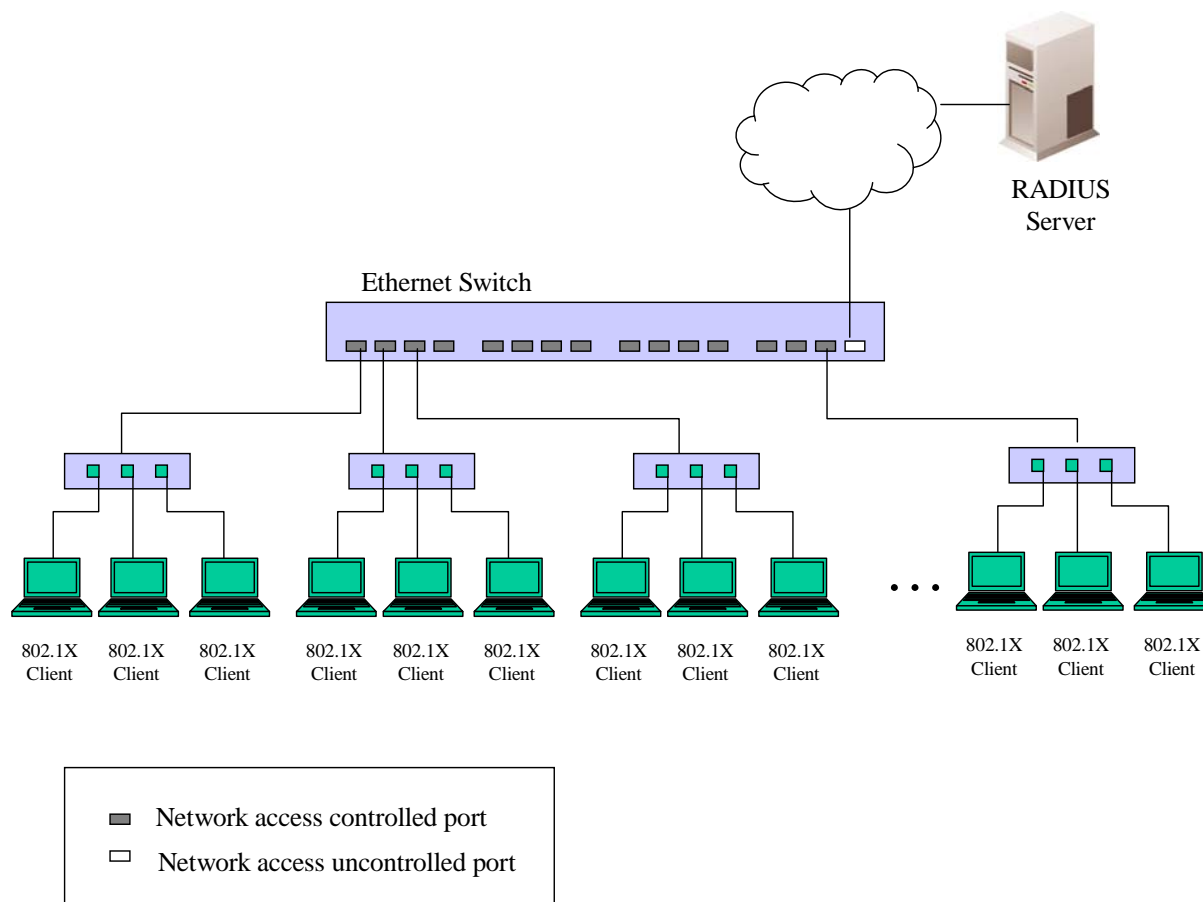 RADIUS
Server
Ethernet Switch
802.1X
Client
802.1X
Client
802.1X
Client
802.1X
Client
802.1X
Client
802.1X
Client
802.1X
Client
802.1X
Client
802.1X
Client
802.1X
Client
802.1X
Client
802.1X
Client
Network access controlled port
Network access uncontrolled port